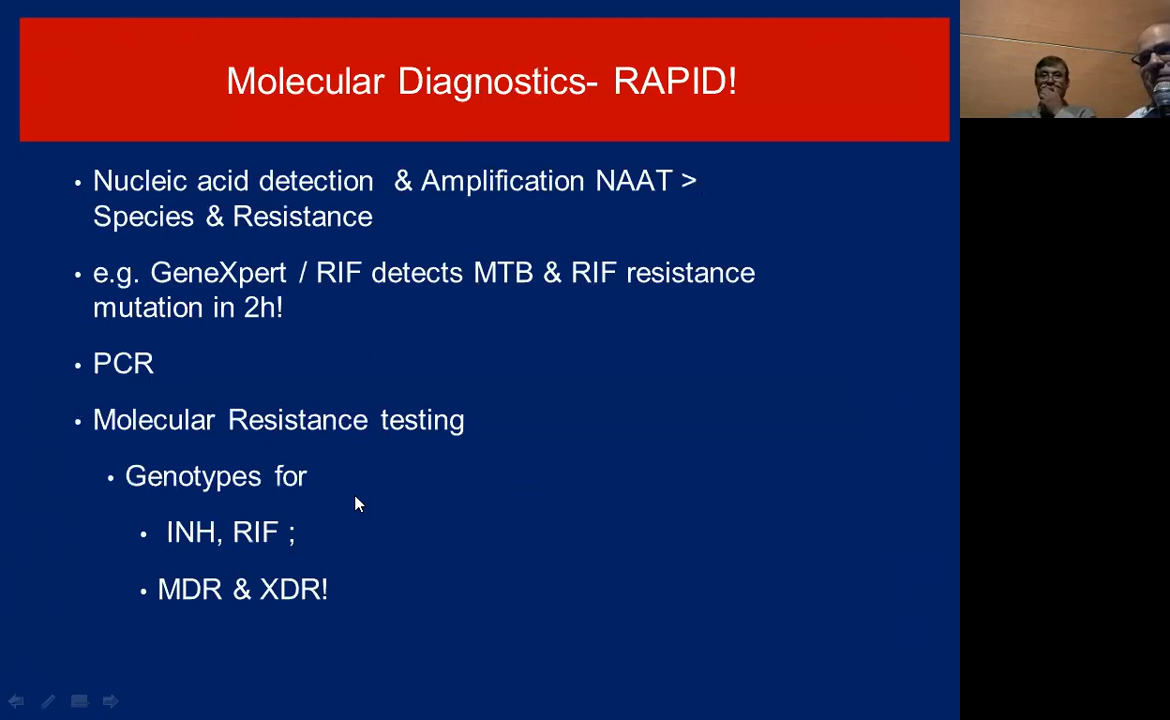 Molecular Diagnostics- RAPID!
• Nucleic acid detection & Amplification NAAT >
Species & Resistance
• e.g. GeneXpert / RIF detects MTB & RIF resistance
mutation in 2h!
• PCR
• Molecular Resistance testing
• Genotypes for
• INH, RIF ;
• MDR & XDR!